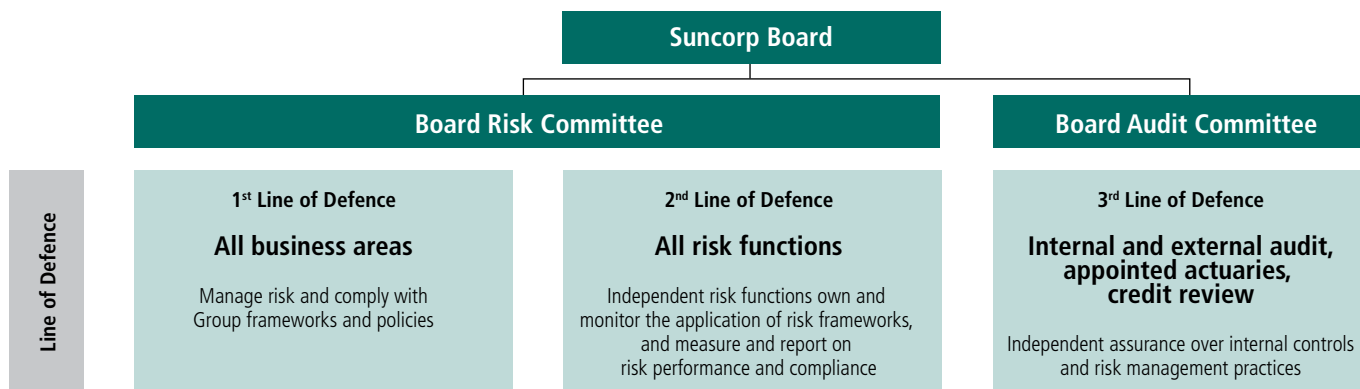 Suncorp Board
Board Risk Committee
Board Audit Committee
Line of Defence
1st Line of Defence
All business areas
Manage risk and comply with
Group frameworks and policies
2nd Line of Defence
All risk functions
Independent risk functions own and
monitor the application of risk frameworks,
and measure and report on
risk performance and compliance
3rd Line of Defence
Internal and external audit,
appointed actuaries,
credit review
Independent assurance over internal controls
and risk management practices